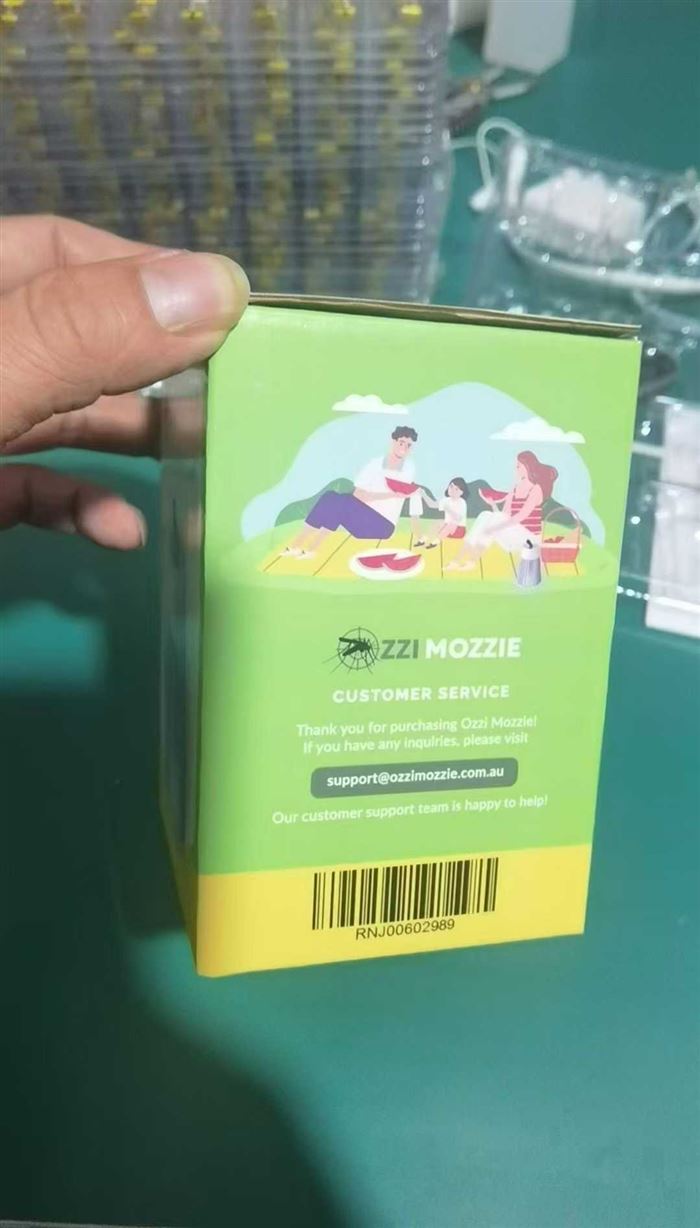 OZZI MOZZIE
CUSTOMER SERVICE
Thank you for purchasing Ozzi Mozzie!
If you have any inquiries, please visit
support@ozzimozzie.com.au
Our customer support team is happy to help!
RNJ00602989